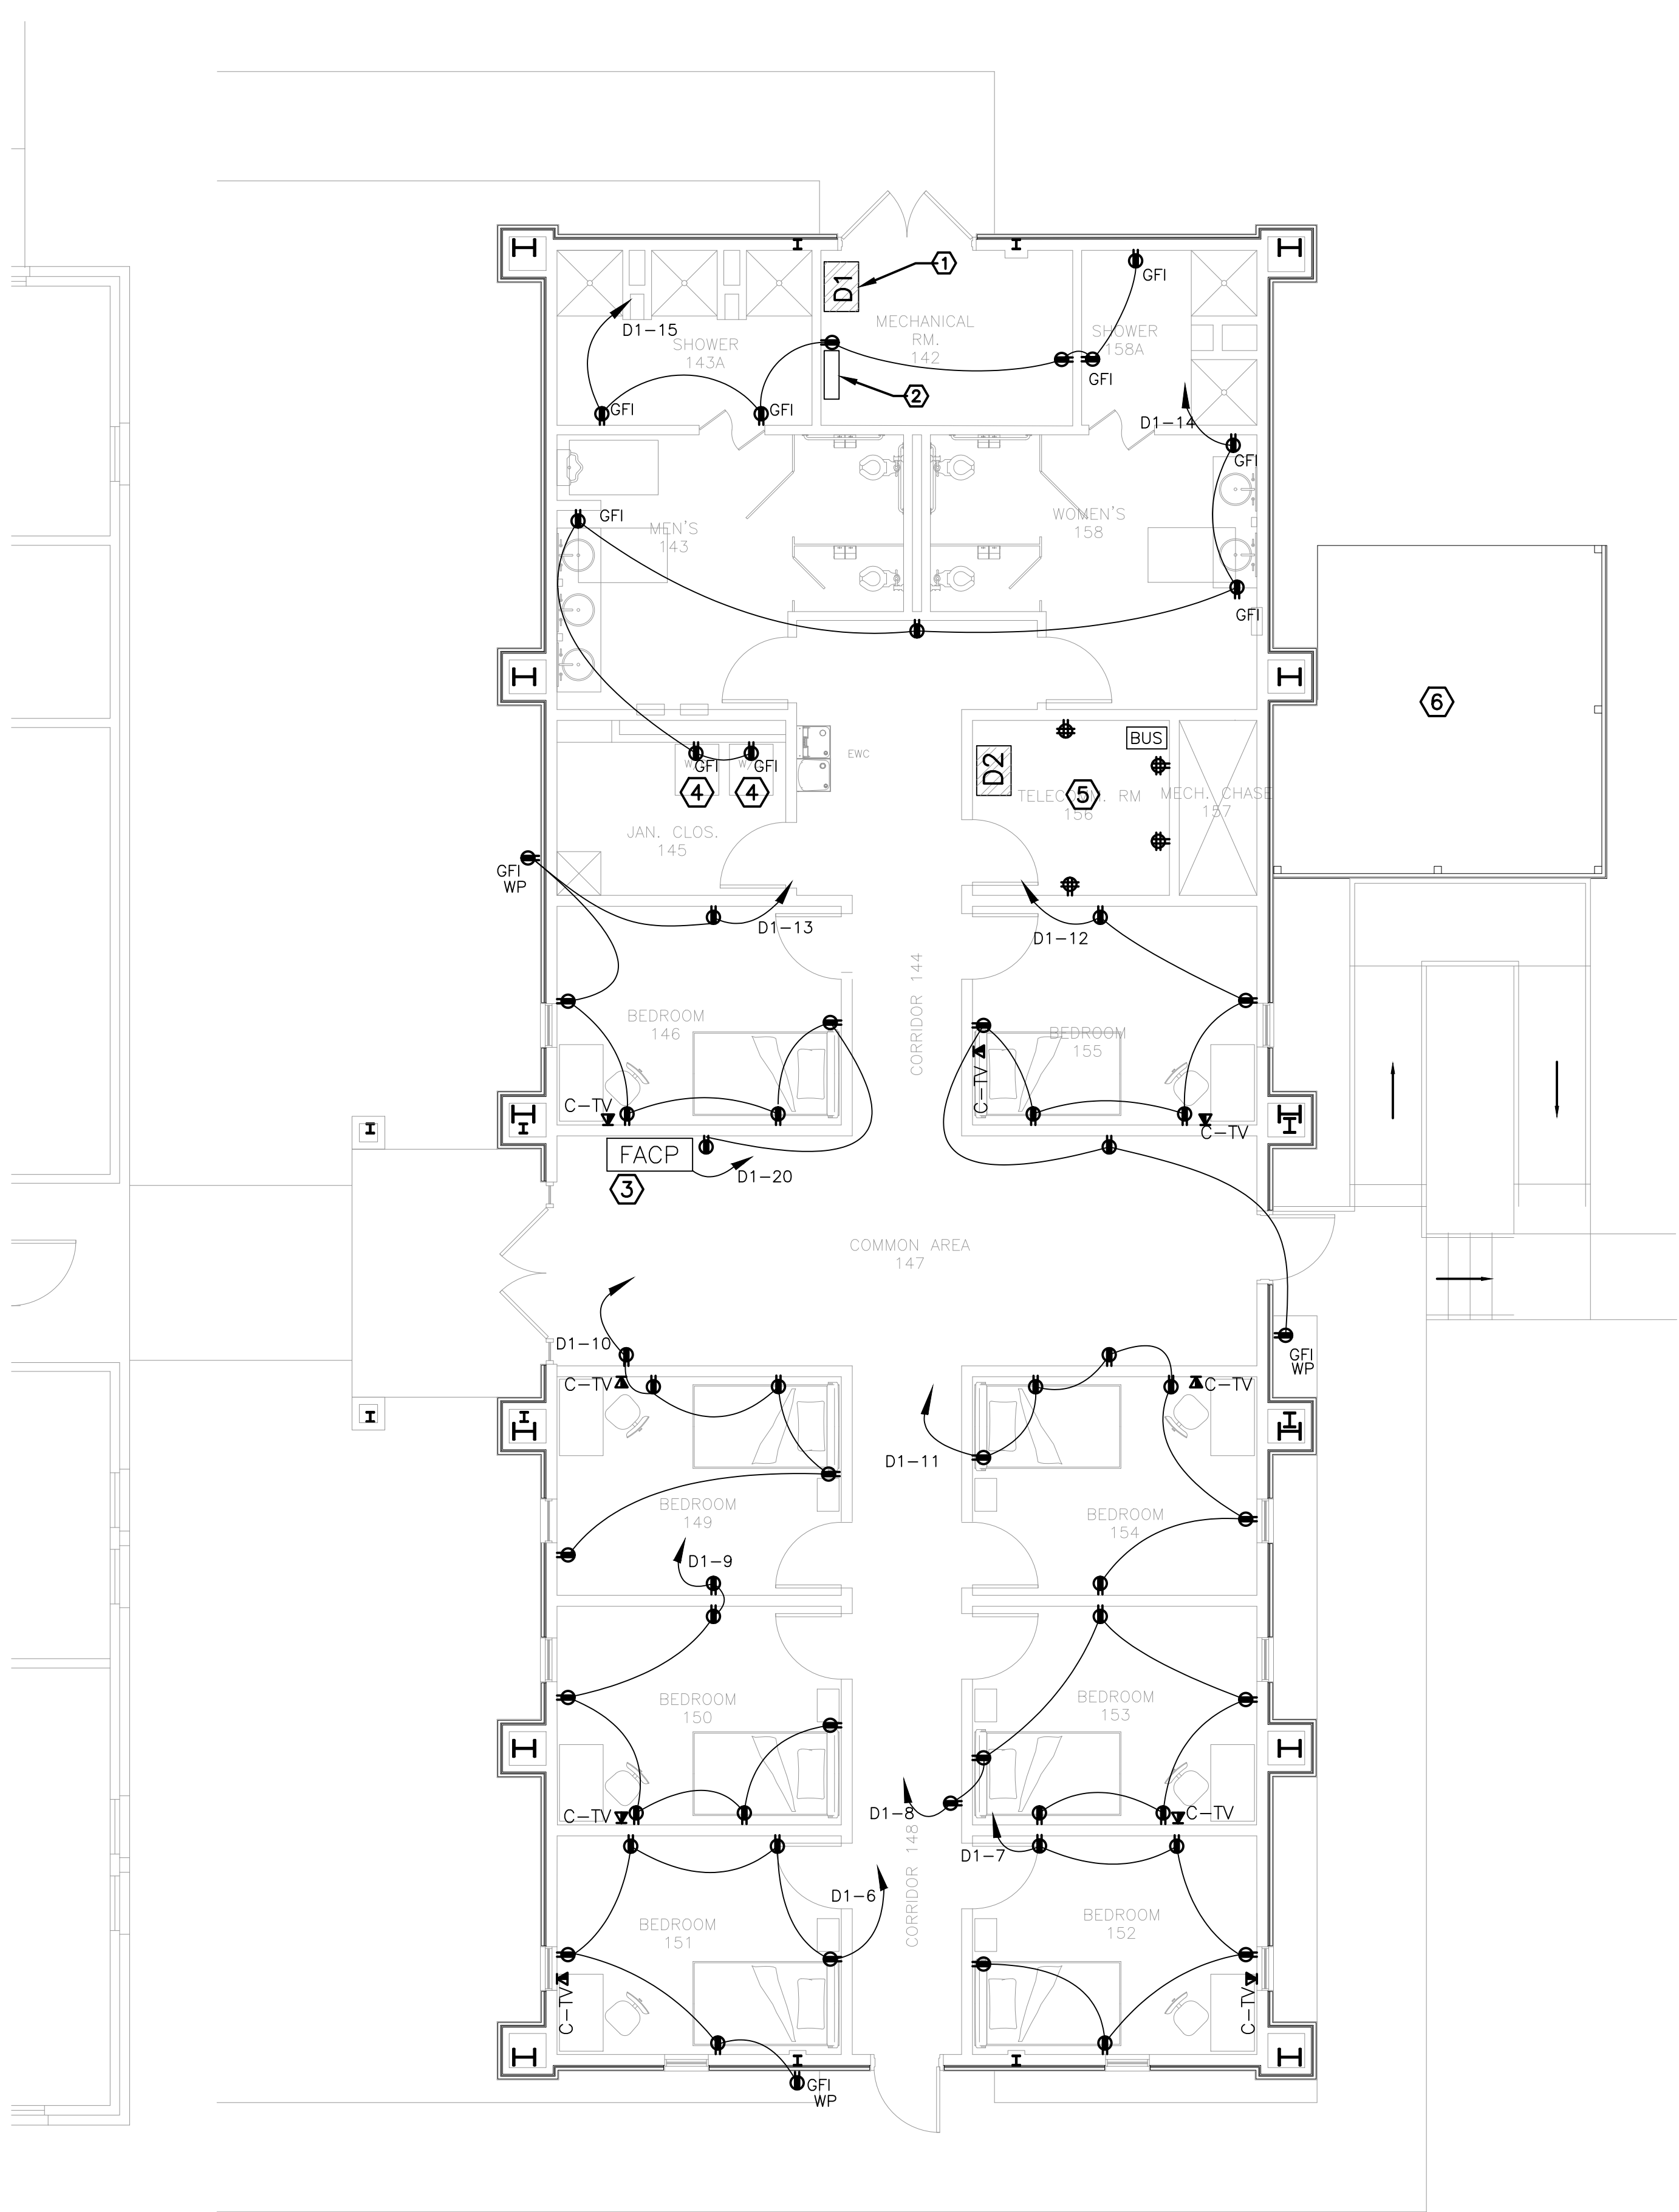 D1
1
GFI
D1-15
MECHANICAL
RM.
142
SHOWER
158A
SHOWER
143A
GFI
2
GFI
GFI
D1-14
GFI
GFI
MEN'S
143
WOMEN'S
158
GFI
6
BUS
EWC
D2
GFI
GFI
4
4
5
TELECOMM. RM
156
MECH. CHASE
157
JAN. CLOS.
145
GFI
WP
D1-13
D1-12
CORRIDOR 144
BEDROOM
146
BEDROOM
155
C-TV
C-TV
C-TV
FACP
3
D1-20
COMMON AREA
147
D1-10
GFI
WP
C-TV
C-TV
D1-11
BEDROOM
149
BEDROOM
154
D1-9
BEDROOM
150
BEDROOM
153
C-TV
D1-8
C-TV
D1-7
CORRIDOR 148
D1-6
BEDROOM
151
BEDROOM
152
C-TV
C-TV
GFI
WP